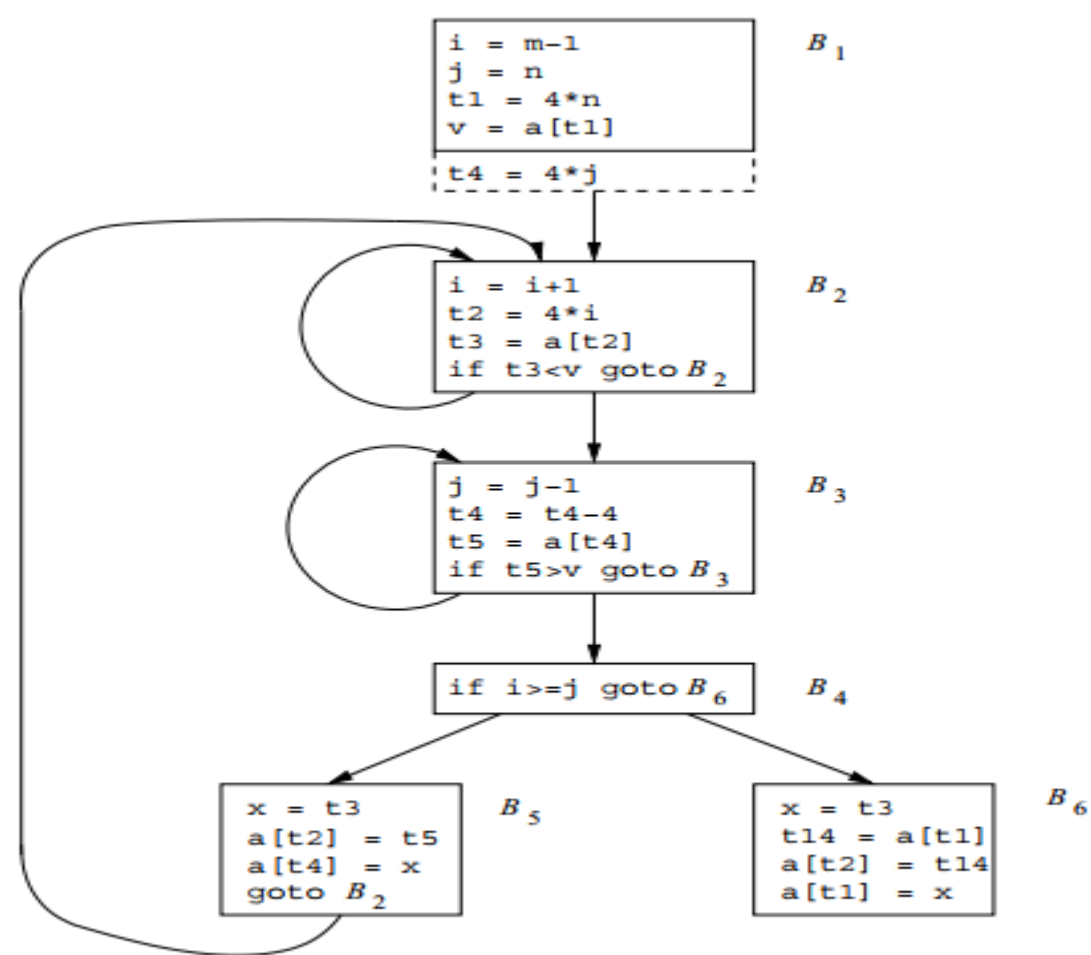 i = m-1
j = n
t1 = 4*n
v = a[t1]
t4 = 4*j
B1
i = i+1
t2 = 4*i
t3 = a[t2]
if t3<v goto B2
B2
j = j-1
t4 = t4-4
t5 = a[t4]
if t5>v goto B3
B3
if i>=j goto B6
B4
x = t3
a[t2] = t5
a[t4] = x
goto B2
B5
x = t3
t14 = a[t1]
a[t2] = t14
a[t1] = x
B6